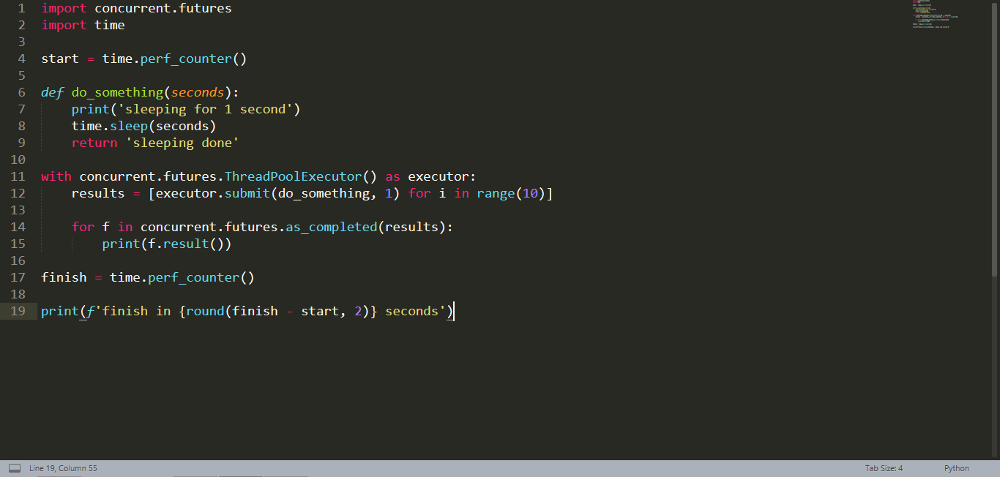 1 import concurrent.futures
2 import time
3
4 start = time.perf_counter()
5
6 def do_something(seconds):
7     print('sleeping for 1 second')
8     time.sleep(seconds)
9     return 'sleeping done'
10
11 with concurrent.futures.ThreadPoolExecutor() as executor:
12     results = [executor.submit(do_something, 1) for i in range(10)]
13
14     for f in concurrent.futures.as_completed(results):
15         print(f.result())
16
17 finish = time.perf_counter()
18
19 print(f'finish in {round(finish - start, 2)} seconds')
Line 19, Column 55 Tab Size: 4 Python